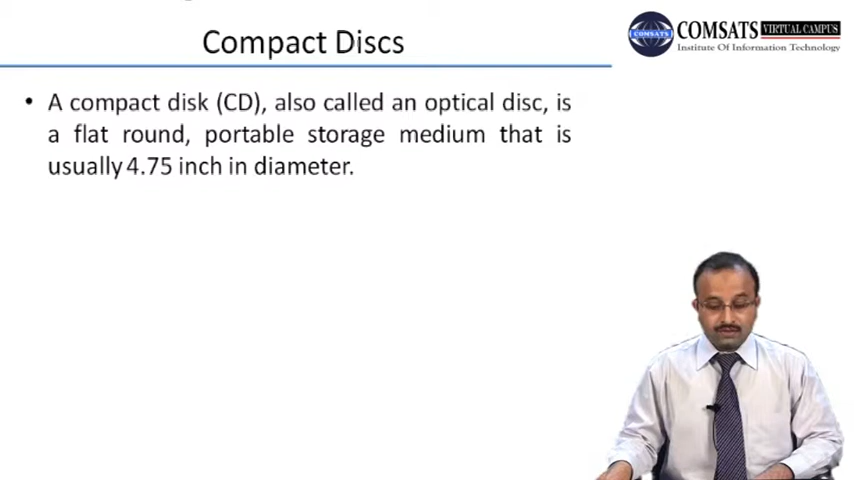 Compact Discs
COMSATS
COMSATS VIRTUAL CAMPUS
Institute Of Information Technology
• A compact disk (CD), also called an optical disc, is
a flat round, portable storage medium that is
usually 4.75 inch in diameter.